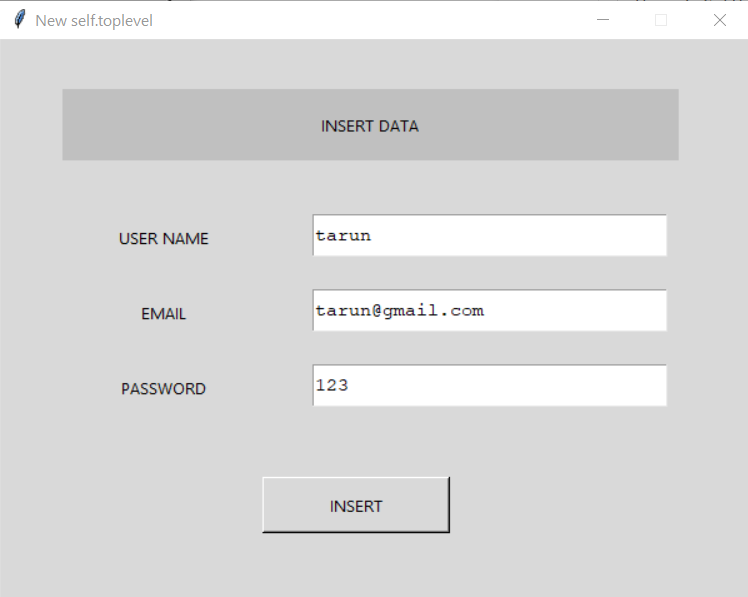 New self.toplevel
INSERT DATA
USER NAME
tarun
EMAIL
tarun@gmail.com
PASSWORD
123
INSERT